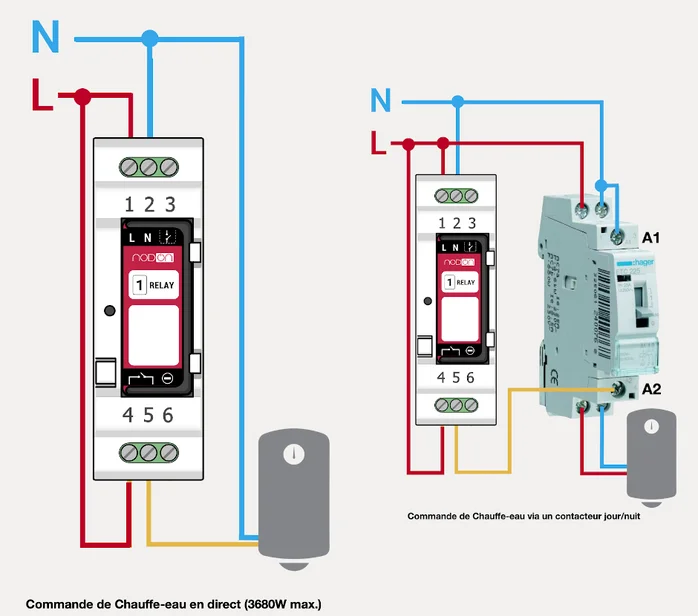 N
L
1 2 3
L N
NODON
1 RELAY
4 5 6
Commande de Chauffe-eau en direct (3680W max.)
N
L
1 2 3
L N
NODON
1 RELAY
4 5 6
A1
:hager
A2
CE
Commande de Chauffe-eau via un contacteur jour/nuit